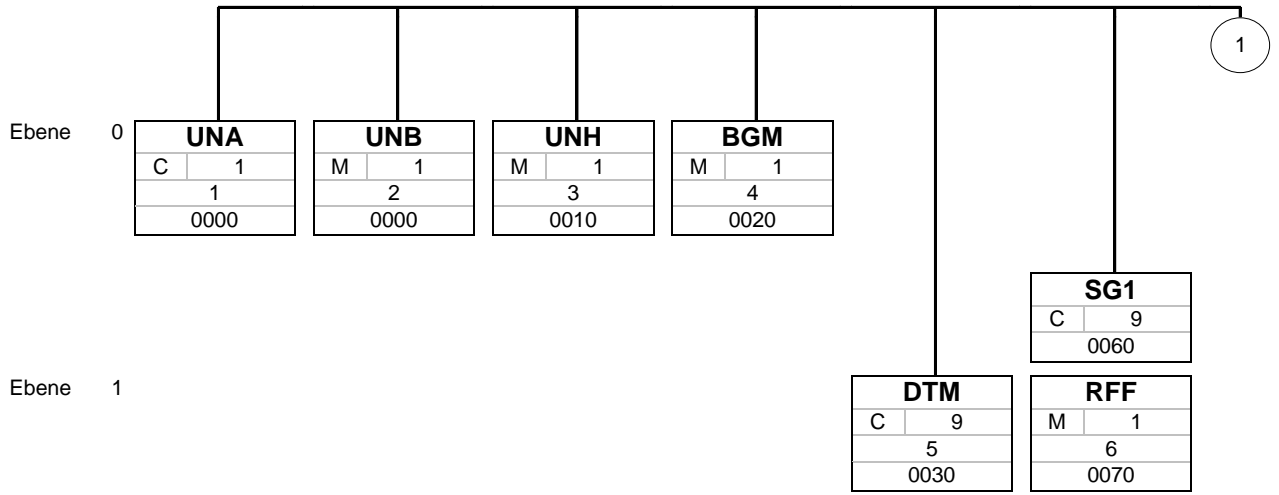 1
Ebene 0
UNA UNB UNH BGM
C 1 M 1 M 1 M 1
1 2 3 4
0000 0000 0010 0020
SG1
C 9
0060
Ebene 1
DTM RFF
C 9 M 1
5 6
0030 0070